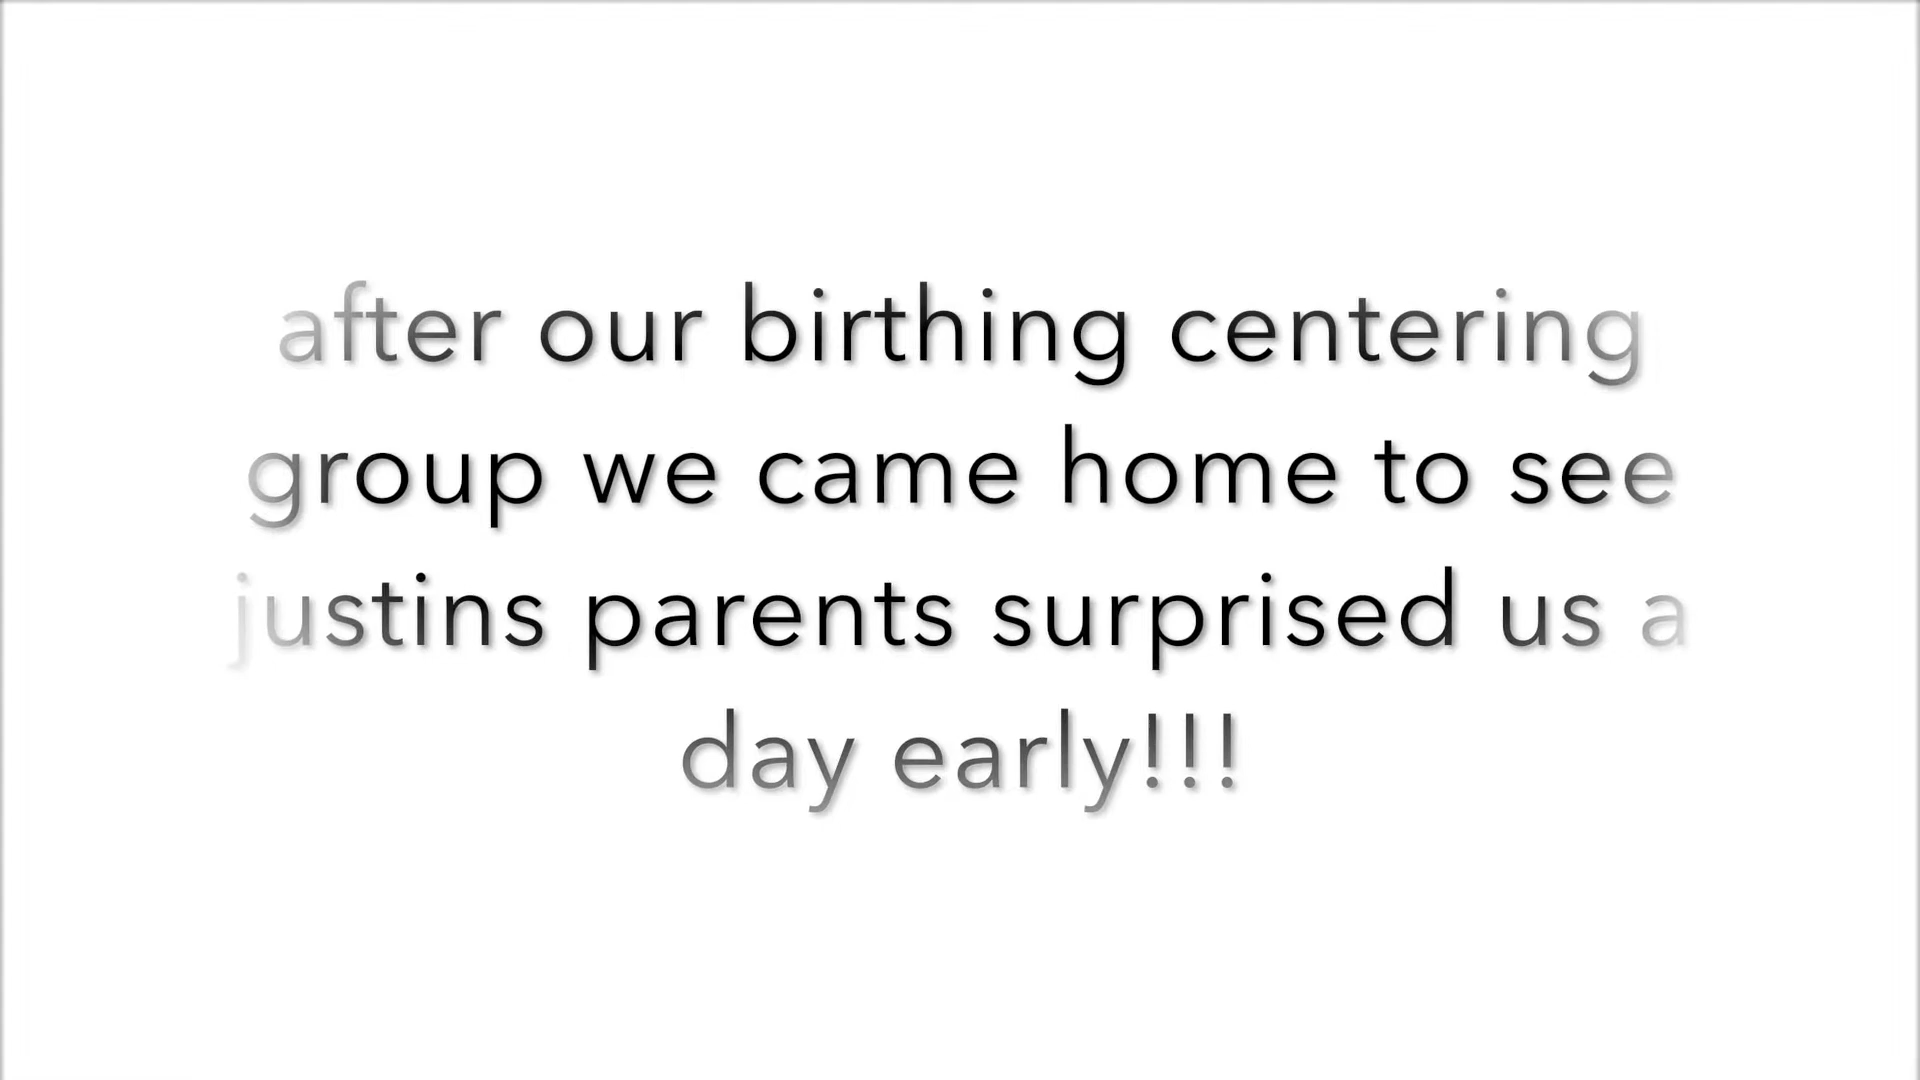 after our birthing centering
group we came home to see
justins parents surprised us a
day early!!!